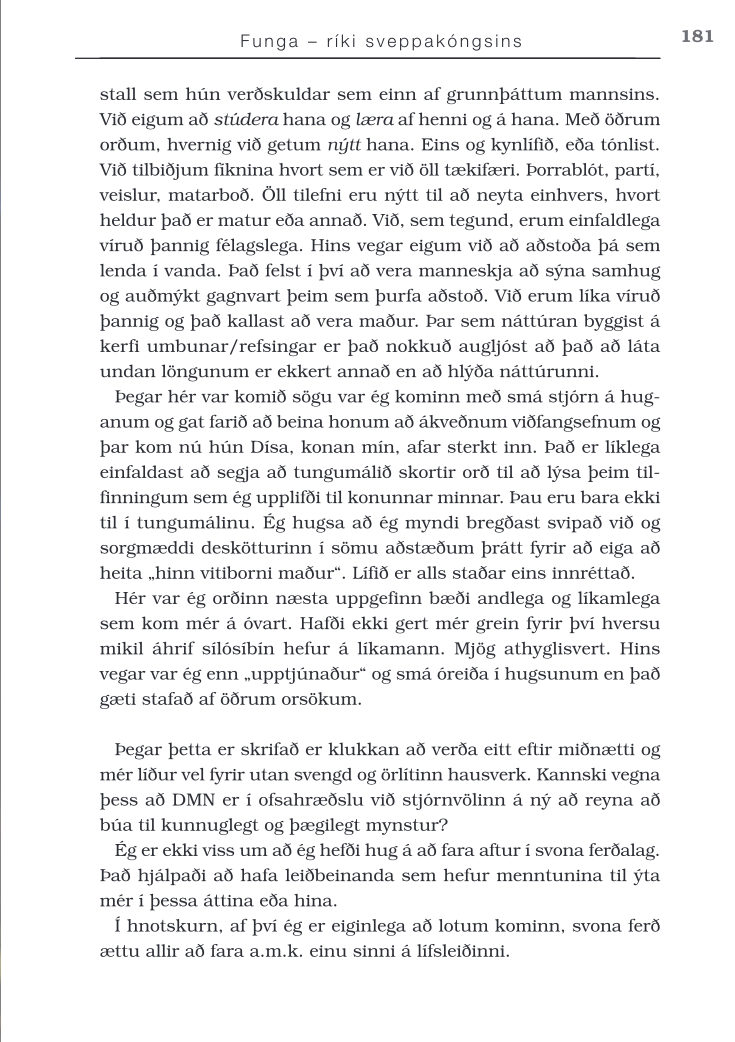 Funga – ríki sveppakóngsins
181
stall sem hún verðskuldar sem einn af grunnþáttum mannsins.
Við eigum að stúdera hana og læra af henni og á hana. Með öðrum
orðum, hvernig við getum nýtt hana. Eins og kynlífið, eða tónlist.
Við tilbiðjum fíknina hvort sem er við öll tækifæri. Þorrablót, partí,
veislur, matarboð. Öll tilefni eru nýtt til að neyta einhvers, hvort
heldur það er matur eða annað. Við, sem tegund, erum einfaldlega
víruð þannig félagslega. Hins vegar eigum við að aðstoða þá sem
lenda í vanda. Það felst í því að vera manneskja að sýna samhug
og auðmýkt gagnvart þeim sem þurfa aðstoð. Við erum líka víruð
þannig og það kallast að vera maður. Þar sem náttúran byggist á
kerfi umbunar/refsingar er það nokkuð augljóst að það að láta
undan löngunum er ekkert annað en að hlýða náttúrunni.
Þegar hér var komið sögu var ég kominn með smá stjórn á hug-
anum og gat farið að beina honum að ákveðnum viðfangsefnum og
þar kom nú hún Dísa, konan mín, afar sterkt inn. Það er líklega
einfaldast að segja að tungumálið skortir orð til að lýsa þeim til-
finningum sem ég upplifði til konunnar minnar. Þau eru bara ekki
til í tungumálinu. Ég hugsa að ég myndi bregðast svipað við og
sorgmæddi deskötturinn í sömu aðstæðum þrátt fyrir að eiga að
heita „hinn vitiborni maður“. Lífið er alls staðar eins innréttað.
Hér var ég orðinn næsta uppgefinn bæði andlega og líkamlega
sem kom mér á óvart. Hafði ekki gert mér grein fyrir því hversu
mikil áhrif sílósíbín hefur á líkamann. Mjög athyglisvert. Hins
vegar var ég enn „upptjúnaður“ og smá óreiða í hugsunum en það
gæti stafað af öðrum orsökum.
Þegar þetta er skrifað er klukkan að verða eitt eftir miðnætti og
mér líður vel fyrir utan svengd og örlítinn hausverk. Kannski vegna
þess að DMN er í ofsahræðslu við stjórnvölinn á ný að reyna að
búa til kunnuglegt og þægilegt mynstur?
Ég er ekki viss um að ég hefði hug á að fara aftur í svona ferðalag.
Það hjálpaði að hafa leiðbeinanda sem hefur menntunina til ýta
mér í þessa áttina eða hina.
Í hnotskurn, af því ég er eiginlega að lotum kominn, svona ferð
ættu allir að fara a.m.k. einu sinni á lífsleiðinni.